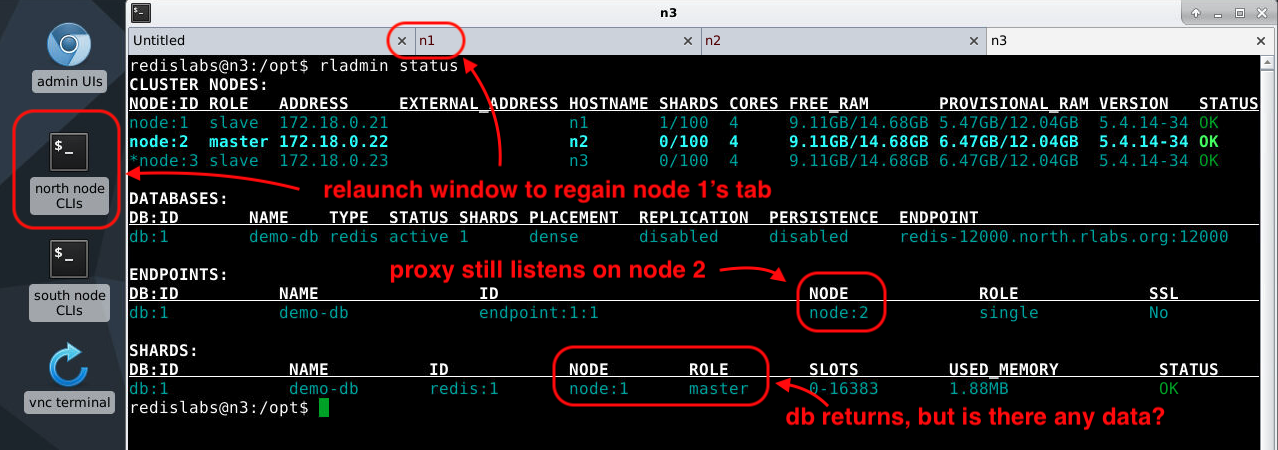 n3
admin UIs
$_
north node
CLIs
$_
south node
CLIs
vnc terminal
Untitled × n1 × n2 × n3 ×
redislabs@n3:/opt$ rladmin status
CLUSTER NODES:
NODE:ID ROLE ADDRESS EXTERNAL_ADDRESS HOSTNAME SHARDS CORES FREE_RAM PROVISIONAL_RAM VERSION STATUS
node:1 slave 172.18.0.21 n1 1/100 4 9.11GB/14.68GB 5.47GB/12.04GB 5.4.14-34 OK
node:2 master 172.18.0.22 n2 0/100 4 9.11GB/14.68GB 6.47GB/12.04GB 5.4.14-34 OK
*node:3 slave 172.18.0.23 n3 0/100 4 9.11GB/14.68GB 6.47GB/12.04GB 5.4.14-34 OK
relaunch window to regain node 1’s tab
DATABASES:
DB:ID NAME TYPE STATUS SHARDS PLACEMENT REPLICATION PERSISTENCE ENDPOINT
db:1 demo-db redis active 1 dense disabled disabled redis-12000.north.rlabs.org:12000
proxy still listens on node 2
ENDPOINTS:
DB:ID NAME ID NODE ROLE SSL
db:1 demo-db endpoint:1:1 node:2 single No
SHARDS:
DB:ID NAME ID NODE ROLE SLOTS USED_MEMORY STATUS
db:1 demo-db redis:1 node:1 master 0-16383 1.88MB OK
redislabs@n3:/opt$
db returns, but is there any data?